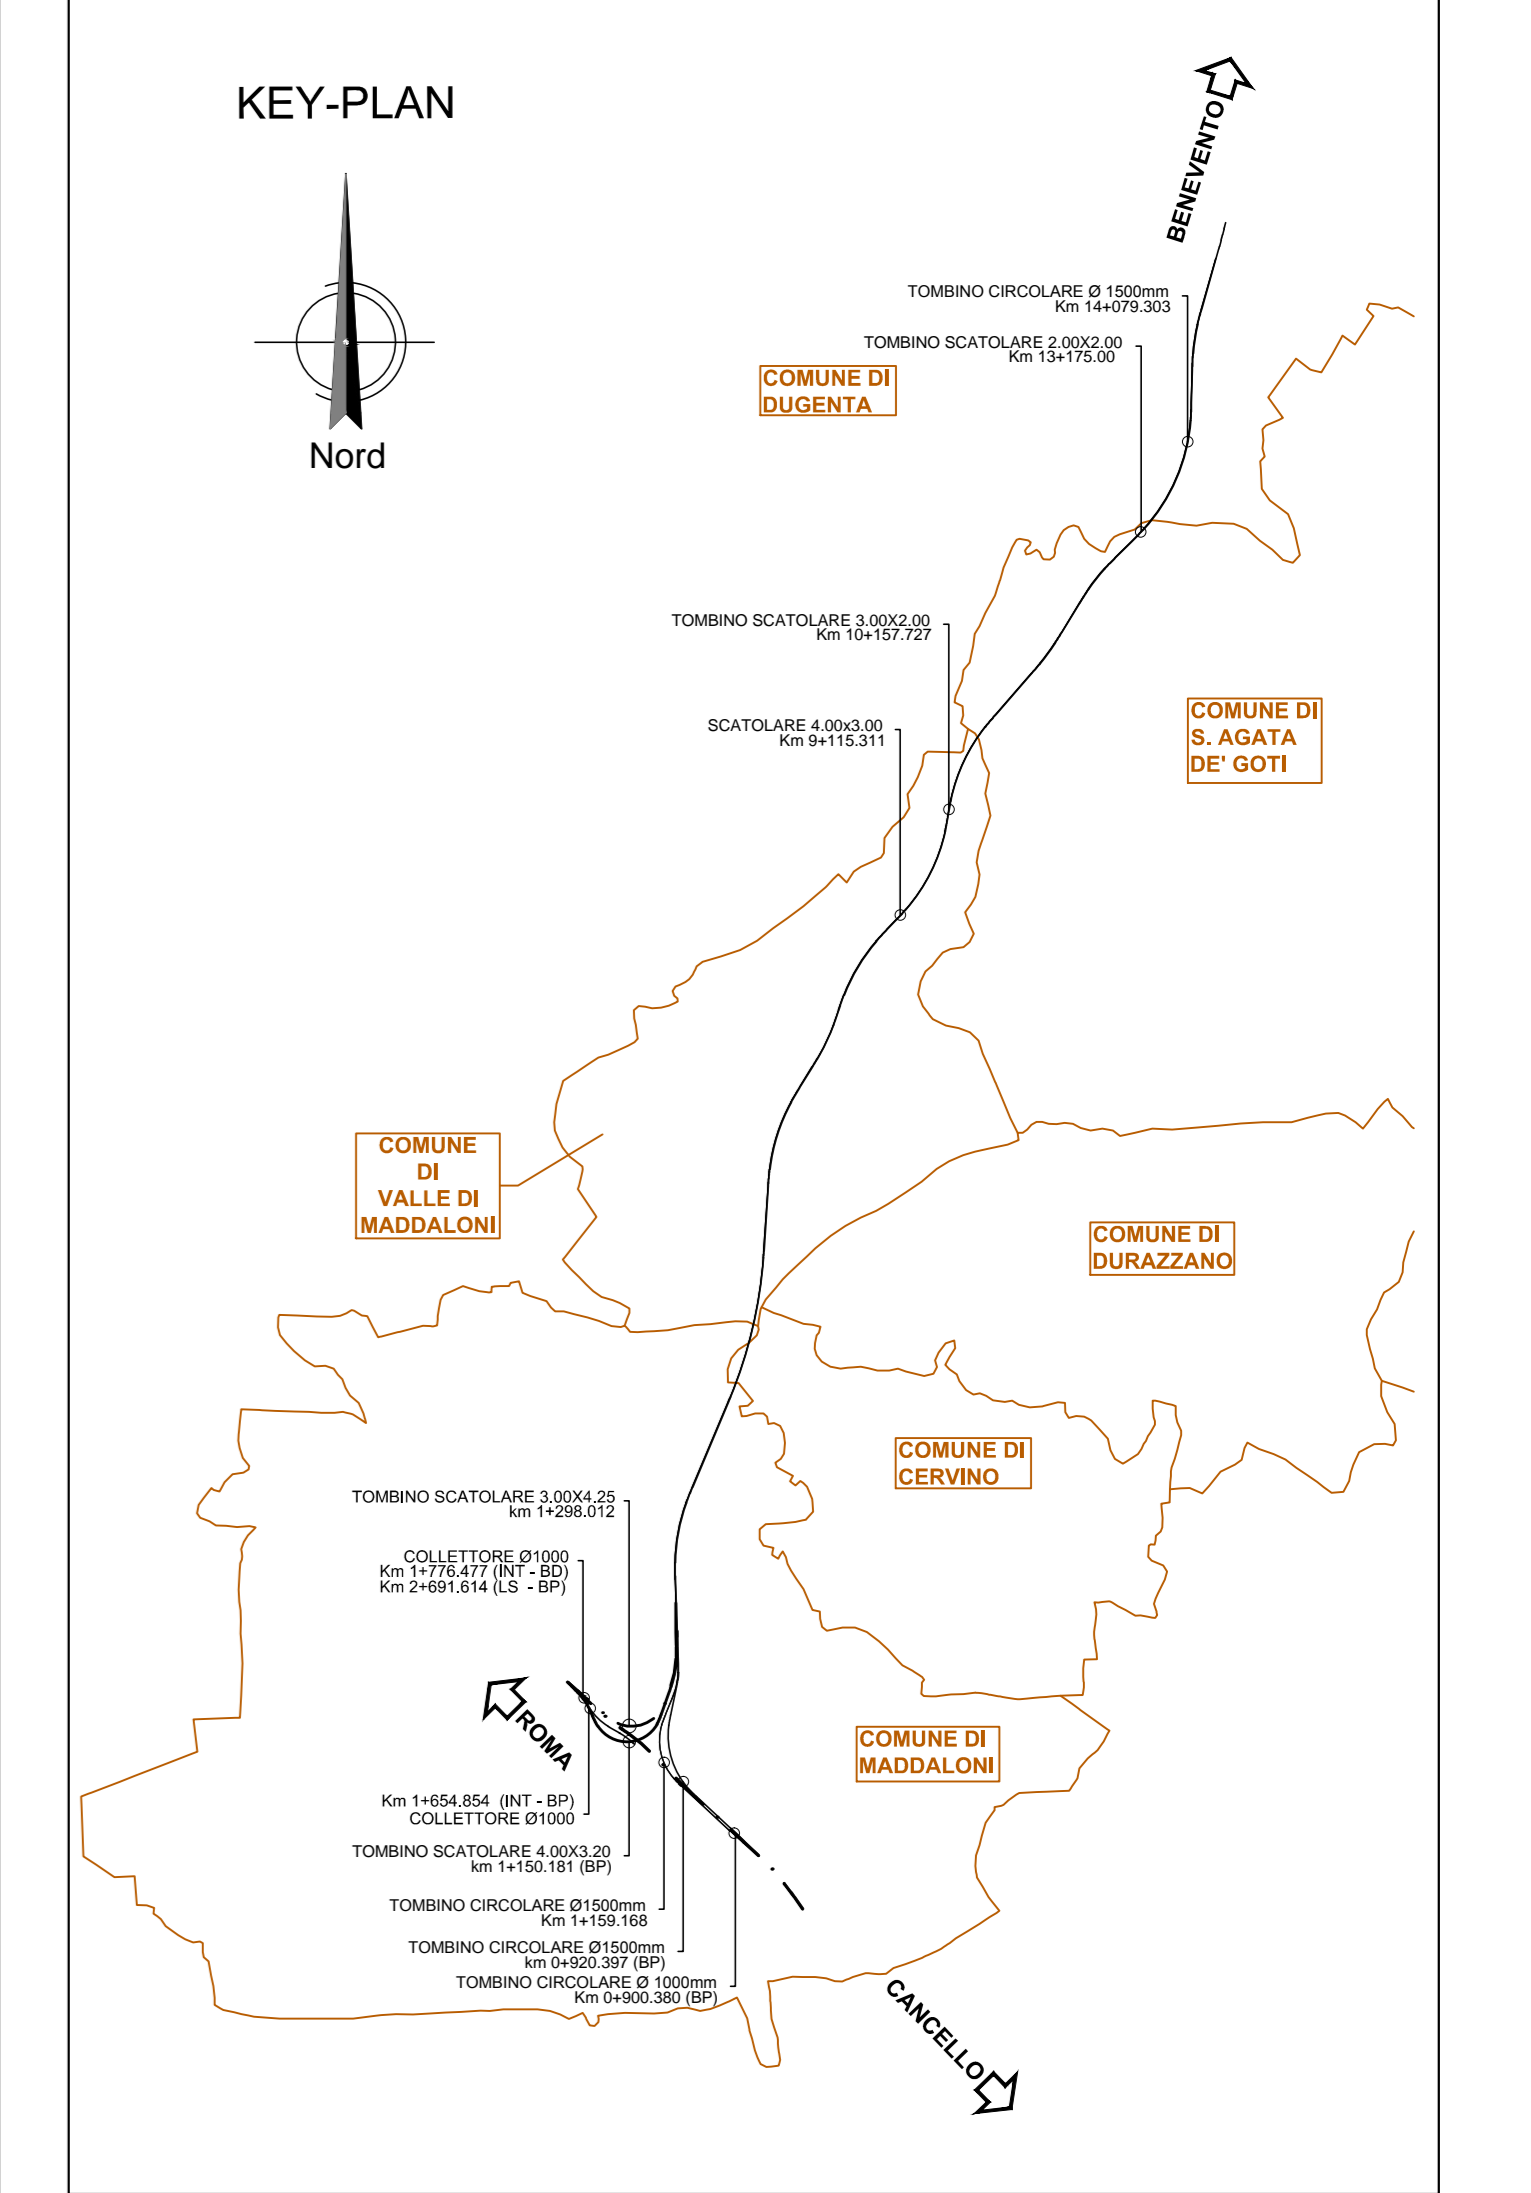 KEY-PLAN
BENEVENTO
Nord
TOMBINO CIRCOLARE Ø 1500mm
Km 14+079.303
TOMBINO SCATOLARE 2.00X2.00
Km 13+175.00
COMUNE DI
DUGENTA
TOMBINO SCATOLARE 3.00X2.00
Km 10+157.727
SCATOLARE 4.00x3.00
Km 9+115.311
COMUNE DI
S. AGATA
DE' GOTI
COMUNE
DI
VALLE DI
MADDALONI
COMUNE DI
DURAZZANO
COMUNE DI
CERVINO
TOMBINO SCATOLARE 3.00X4.25
km 1+298.012
COLLETTORE Ø1000
Km 1+776.477 (INT - BD)
Km 2+691.614 (LS - BP)
ROMA
COMUNE DI
MADDALONI
Km 1+654.854 (INT - BP)
COLLETTORE Ø1000
TOMBINO SCATOLARE 4.00X3.20
km 1+150.181 (BP)
TOMBINO CIRCOLARE Ø1500mm
Km 1+159.168
TOMBINO CIRCOLARE Ø1500mm
km 0+920.397 (BP)
TOMBINO CIRCOLARE Ø 1000mm
Km 0+900.380 (BP)
CANCELLO